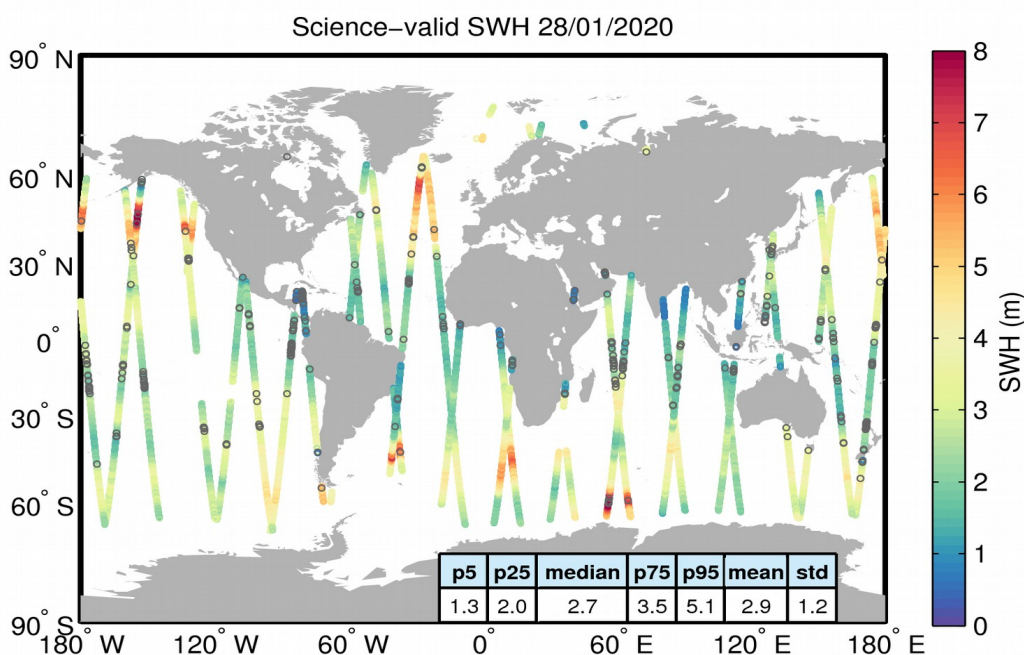 Science−valid SWH 28/01/2020
90° N
60° N
30° N
0°
30° S
60° S
90° S
180° W
120° W
60° W
0°
60° E
120° E
180° E
p5 p25 median p75 p95 mean std
1.3 2.0 2.7 3.5 5.1 2.9 1.2
8
7
6
5
4
3
2
1
0
SWH (m)